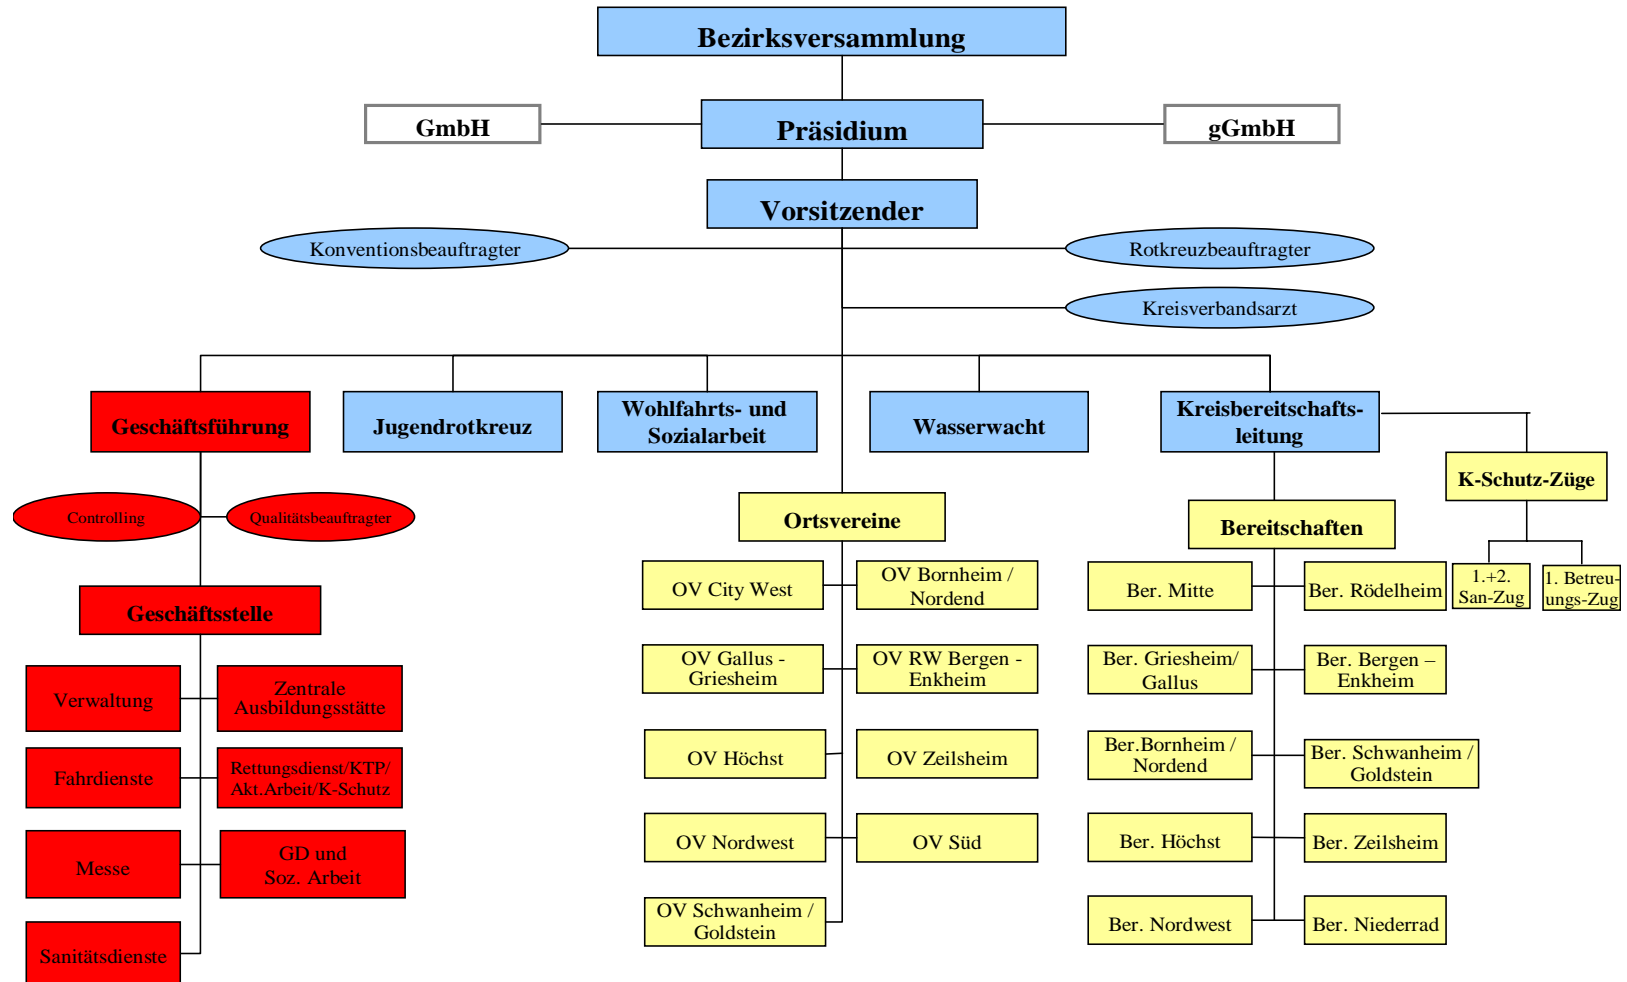 Bezirksversammlung
GmbH
Präsidium
gGmbH
Vorsitzender
Konventionsbeauftragter
Rotkreuzbeauftragter
Kreisverbandsarzt
Geschäftsführung
Jugendrotkreuz
Wohlfahrts- und
Sozialarbeit
Wasserwacht
Kreisbereitschafts-
leitung
K-Schutz-Züge
Controlling
Qualitätsbeauftragter
Ortsvereine
Bereitschaften
1.+2.
San-Zug
1. Betreu-
ungs-Zug
Geschäftsstelle
OV City West
OV Bornheim /
Nordend
Ber. Mitte
Ber. Rödelheim
OV Gallus -
Griesheim
OV RW Bergen -
Enkheim
Ber. Griesheim/
Gallus
Ber. Bergen –
Enkheim
Verwaltung
Zentrale
Ausbildungsstätte
OV Höchst
OV Zeilsheim
Ber.Bornheim /
Nordend
Ber. Schwanheim /
Goldstein
Fahrdienste
Rettungsdienst/KTP/
Akt.Arbeit/K-Schutz
OV Nordwest
OV Süd
Ber. Höchst
Ber. Zeilsheim
Messe
GD und
Soz. Arbeit
OV Schwanheim /
Goldstein
Ber. Nordwest
Ber. Niederrad
Sanitätsdienste